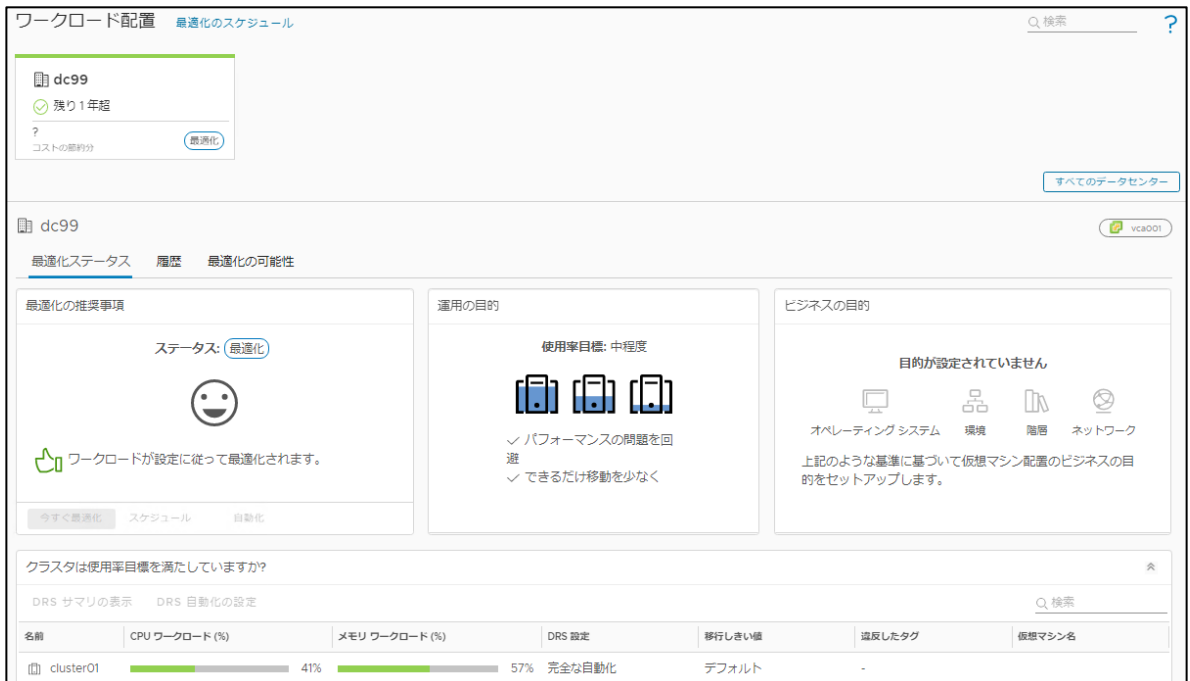 ワークロード配置 最適化のスケジュール 検索 ?
dc99
残り 1 年超
?
コストの節約分 最適化
すべてのデータセンター
dc99 vca001
最適化ステータス 履歴 最適化の可能性
最適化の推奨事項
ステータス: 最適化
ワークロードが設定に従って最適化されます。
今すぐ最適化 スケジュール 自動化
運用の目的
使用率目標: 中程度
パフォーマンスの問題を回
避
できるだけ移動を少なく
ビジネスの目的
目的が設定されていません
オペレーティング システム 環境 階層 ネットワーク
上記のような基準に基づいて仮想マシン配置のビジネスの目
的をセットアップします。
クラスタは使用率目標を満たしていますか?
DRS サマリの表示 DRS 自動化の設定 検索
名前 CPU ワークロード (%) メモリ ワークロード (%) DRS 設定 移行しきい値 違反したタグ 仮想マシン名
cluster01 41% 57% 完全な自動化 デフォルト -